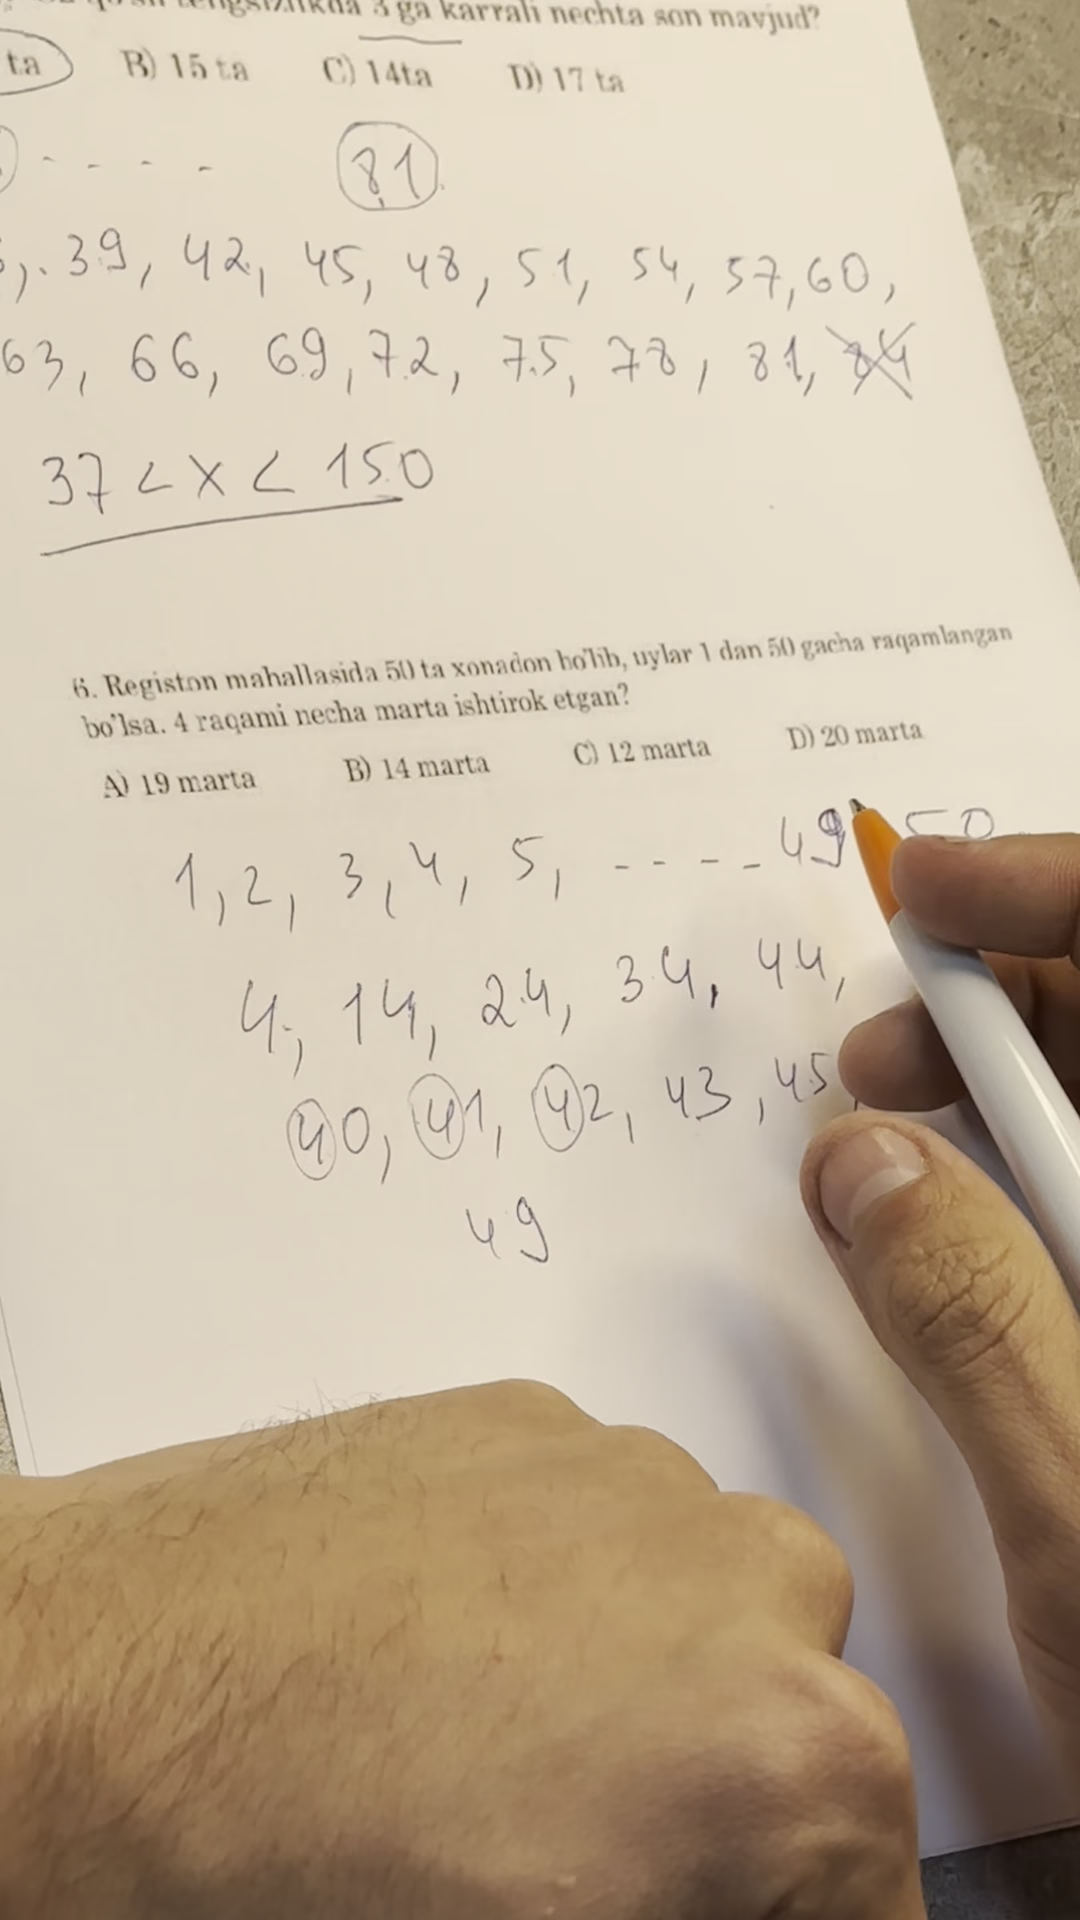 3 ga karrali nechta son mavjud?
ta B) 15 ta C) 14ta D) 17 ta
- - - - 81
, 39, 42, 45, 48, 51, 54, 57, 60,
63, 66, 69, 72, 75, 78, 81, 84
37 < x < 150
6. Registon mahallasida 50 ta xonadon bo'lib, uylar 1 dan 50 gacha raqamlangan
bo'lsa. 4 raqami necha marta ishtirok etgan?
A) 19 marta B) 14 marta C) 12 marta D) 20 marta
1, 2, 3, 4, 5, - - - - 49 50
4, 14, 24, 34, 44,
40, 41, 42, 43, 45,
49